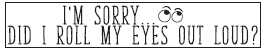 I'M SORRY...
DID I ROLL MY EYES OUT LOUD?